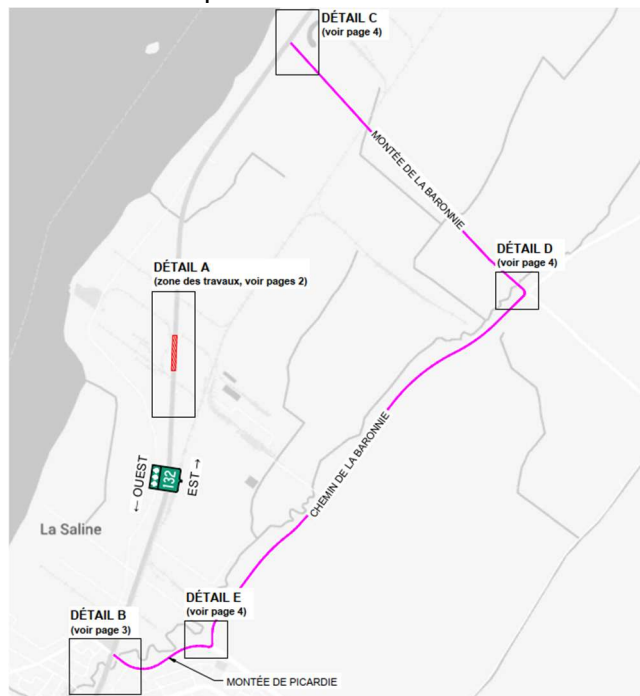 DÉTAIL C
(voir page 4)
MONTÉE DE LA BARONNIE
DÉTAIL D
(voir page 4)
DÉTAIL A
(zone des travaux, voir pages 2)
← OUEST
132
EST →
CHEMIN DE LA BARONNIE
La Saline
DÉTAIL E
(voir page 4)
DÉTAIL B
(voir page 3)
MONTÉE DE PICARDIE